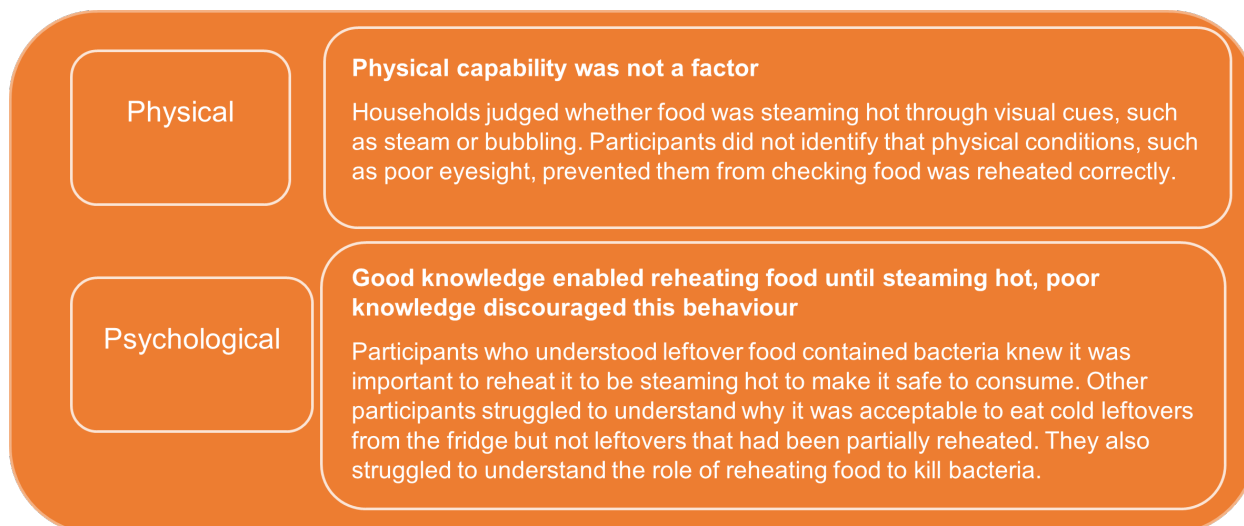 Physical
Physical capability was not a factor
Households judged whether food was steaming hot through visual cues, such
as steam or bubbling. Participants did not identify that physical conditions, such
as poor eyesight, prevented them from checking food was reheated correctly.
Psychological
Good knowledge enabled reheating food until steaming hot, poor
knowledge discouraged this behaviour
Participants who understood leftover food contained bacteria knew it was
important to reheat it to be steaming hot to make it safe to consume. Other
participants struggled to understand why it was acceptable to eat cold leftovers
from the fridge but not leftovers that had been partially reheated. They also
struggled to understand the role of reheating food to kill bacteria.